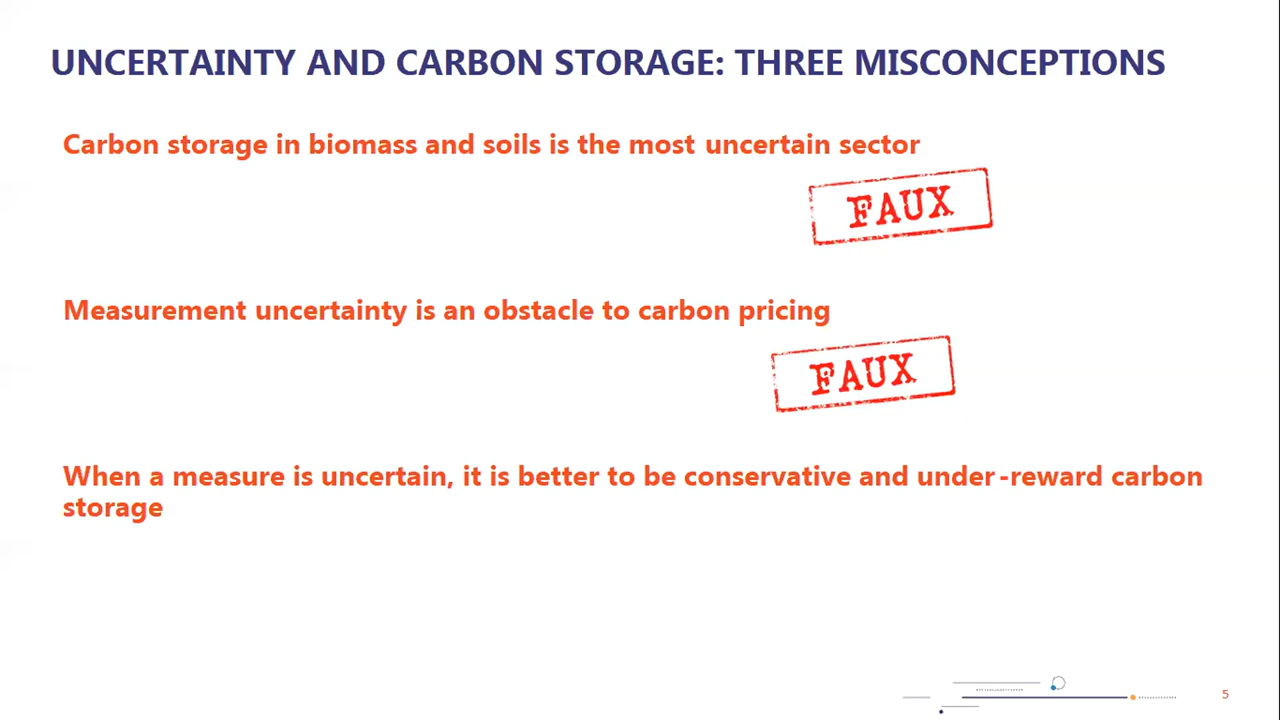 UNCERTAINTY AND CARBON STORAGE: THREE MISCONCEPTIONS
Carbon storage in biomass and soils is the most uncertain sector
FAUX
Measurement uncertainty is an obstacle to carbon pricing
FAUX
When a measure is uncertain, it is better to be conservative and under-reward carbon
storage
5